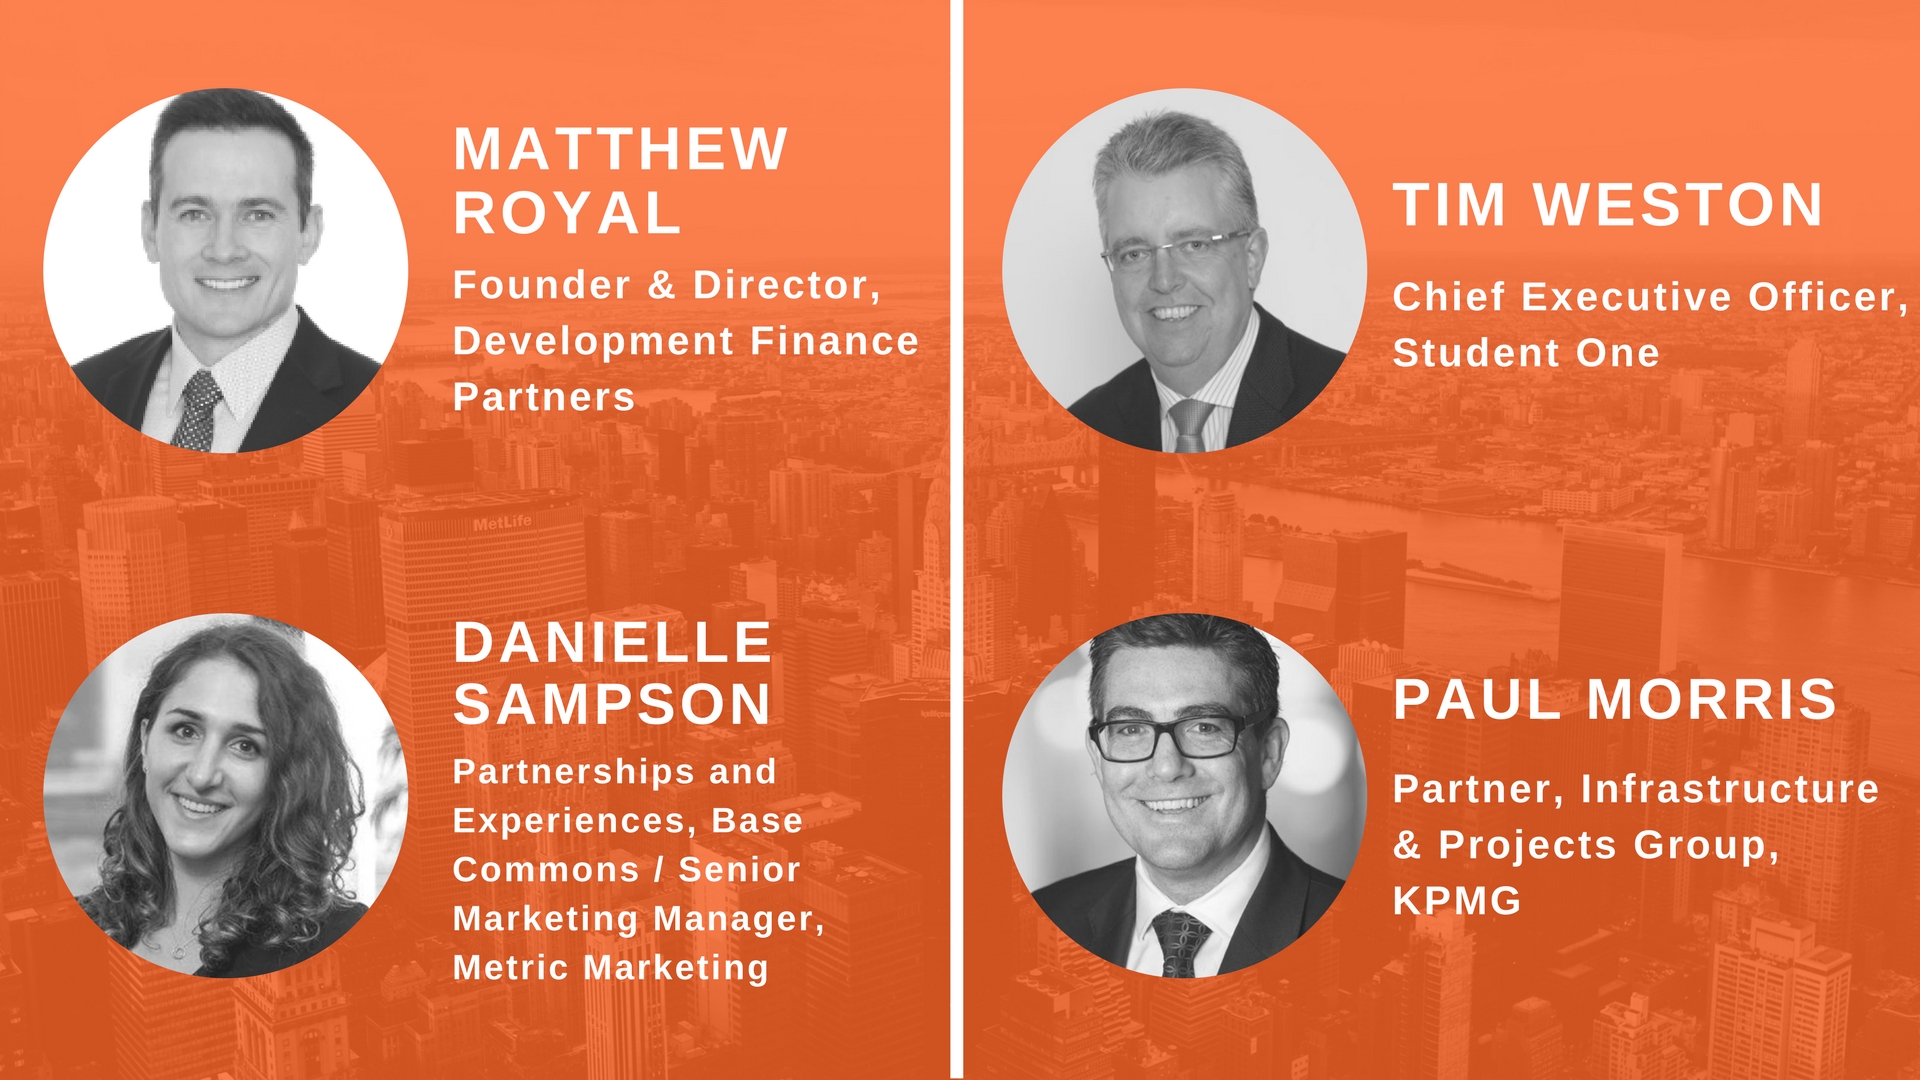 MATTHEW
ROYAL
Founder & Director,
Development Finance
Partners
TIM WESTON
Chief Executive Officer,
Student One
MetLife
DANIELLE
SAMPSON
Partnerships and
Experiences, Base
Commons / Senior
Marketing Manager,
Metric Marketing
PAUL MORRIS
Partner, Infrastructure
& Projects Group,
KPMG